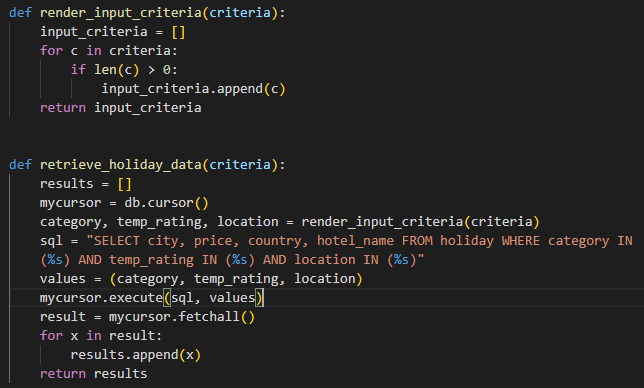 def render_input_criteria(criteria):
    input_criteria = []
    for c in criteria:
        if len(c) > 0:
            input_criteria.append(c)
    return input_criteria
def retrieve_holiday_data(criteria):
    results = []
    mycursor = db.cursor()
    category, temp_rating, location = render_input_criteria(criteria)
    sql = "SELECT city, price, country, hotel_name FROM holiday WHERE category IN
    (%s) AND temp_rating IN (%s) AND location IN (%s)"
    values = (category, temp_rating, location)
    mycursor.execute(sql, values)
    result = mycursor.fetchall()
    for x in result:
        results.append(x)
    return results